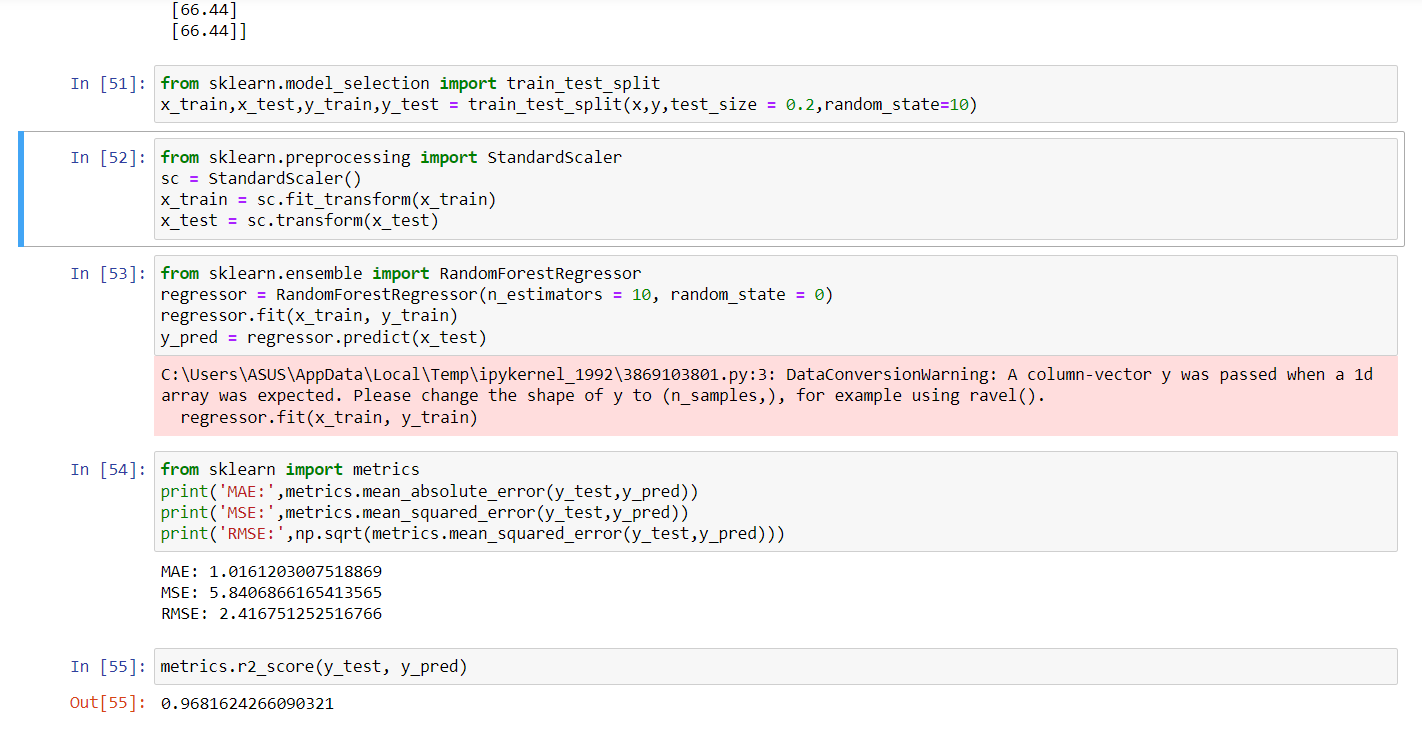 [66.44]
[66.44]]
In [51]: from sklearn.model_selection import train_test_split
x_train,x_test,y_train,y_test = train_test_split(x,y,test_size = 0.2,random_state=10)
In [52]: from sklearn.preprocessing import StandardScaler
sc = StandardScaler()
x_train = sc.fit_transform(x_train)
x_test = sc.transform(x_test)
In [53]: from sklearn.ensemble import RandomForestRegressor
regressor = RandomForestRegressor(n_estimators = 10, random_state = 0)
regressor.fit(x_train, y_train)
y_pred = regressor.predict(x_test)
C:\Users\ASUS\AppData\Local\Temp\ipykernel_1992\3869103801.py:3: DataConversionWarning: A column-vector y was passed when a 1d
array was expected. Please change the shape of y to (n_samples,), for example using ravel().
regressor.fit(x_train, y_train)
In [54]: from sklearn import metrics
print('MAE:',metrics.mean_absolute_error(y_test,y_pred))
print('MSE:',metrics.mean_squared_error(y_test,y_pred))
print('RMSE:',np.sqrt(metrics.mean_squared_error(y_test,y_pred)))
MAE: 1.0161203007518869
MSE: 5.8406866165413565
RMSE: 2.416751252516766
In [55]: metrics.r2_score(y_test, y_pred)
Out[55]: 0.9681624266090321